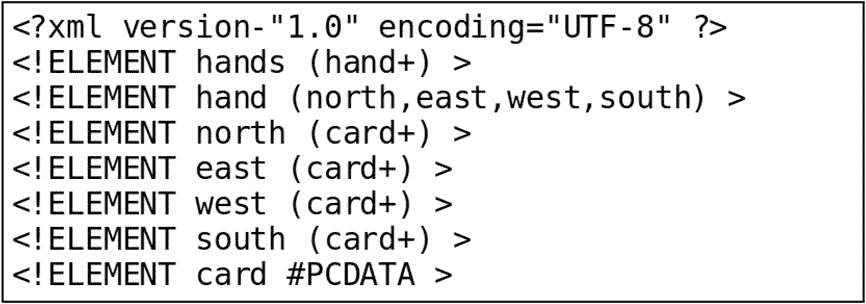 <?xml version-"1.0" encoding="UTF-8" ?>
<!ELEMENT hands (hand+) >
<!ELEMENT hand (north,east,west,south) >
<!ELEMENT north (card+) >
<!ELEMENT east (card+) >
<!ELEMENT west (card+) >
<!ELEMENT south (card+) >
<!ELEMENT card #PCDATA >